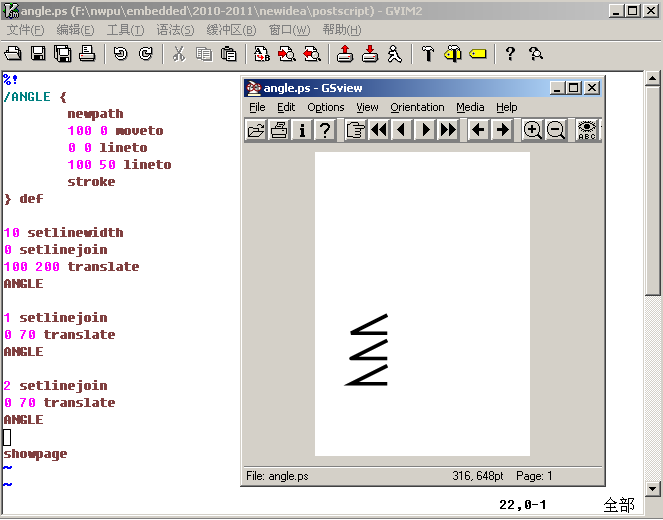 angle.ps (F:\nwpu\embedded\2010-2011\newidea\postscript) - GVIM2
文件(F) 编辑(E) 工具(T) 语法(S) 缓冲区(B) 窗口(W) 帮助(H)
%!
/ANGLE {
newpath
100 0 moveto
0 0 lineto
100 50 lineto
stroke
} def
10 setlinewidth
0 setlinejoin
100 200 translate
ANGLE
1 setlinejoin
0 70 translate
ANGLE
2 setlinejoin
0 70 translate
ANGLE
showpage
~
~
22,0-1 全部
angle.ps - GSview
File Edit Options View Orientation Media Help
ABC
File: angle.ps 316, 648pt Page: 1